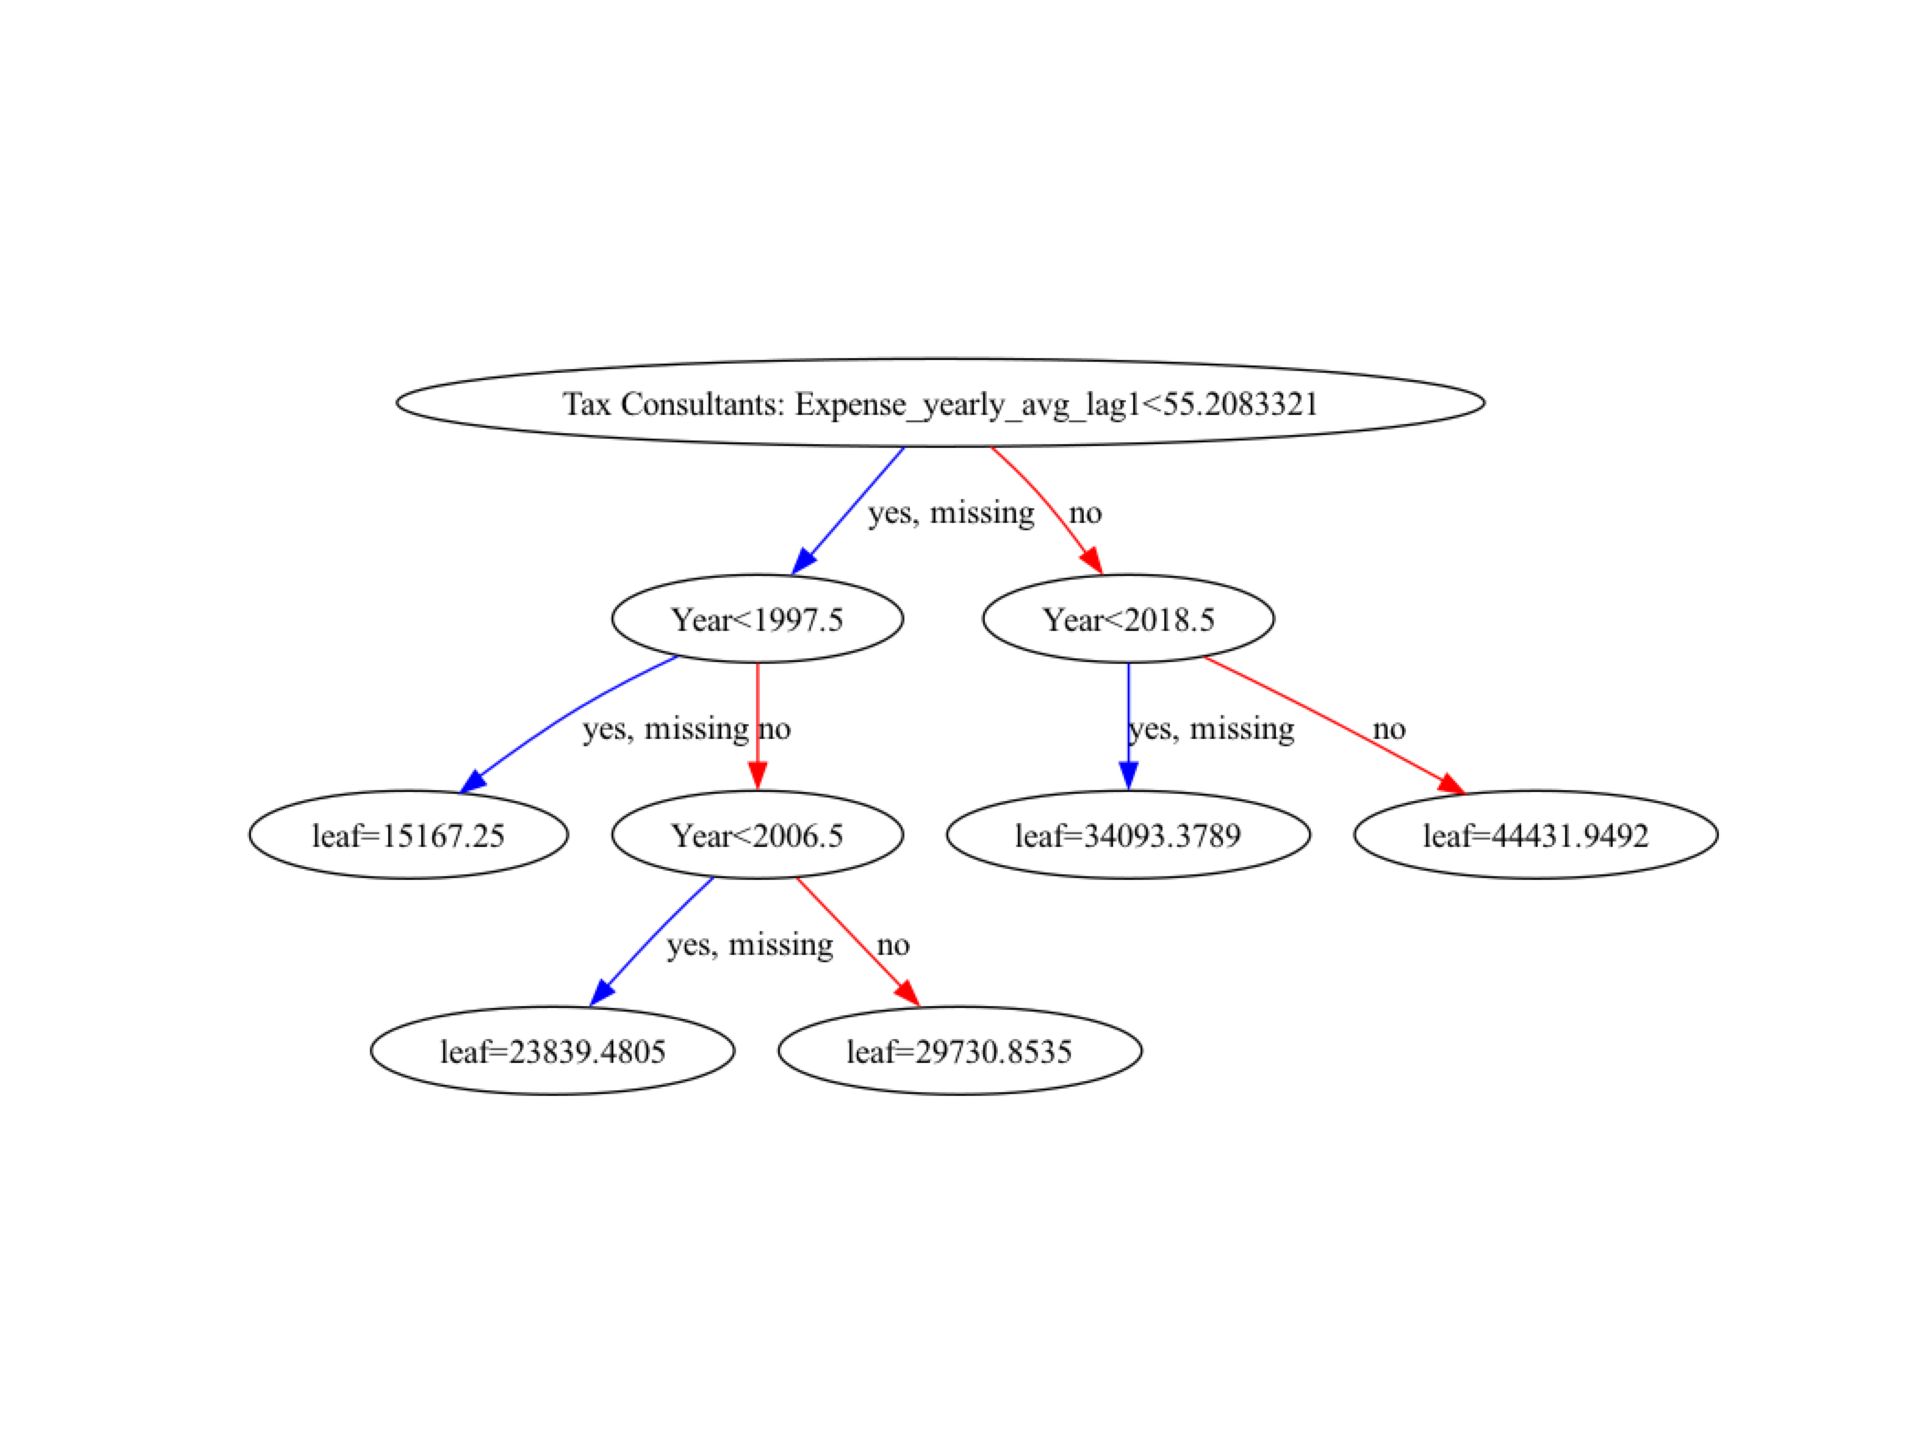 Tax Consultants: Expense_yearly_avg_lag1<55.2083321
yes, missing
no
Year<1997.5
Year<2018.5
yes, missing
no
yes, missing
no
leaf=15167.25
Year<2006.5
leaf=34093.3789
leaf=44431.9492
yes, missing
no
leaf=23839.4805
leaf=29730.8535